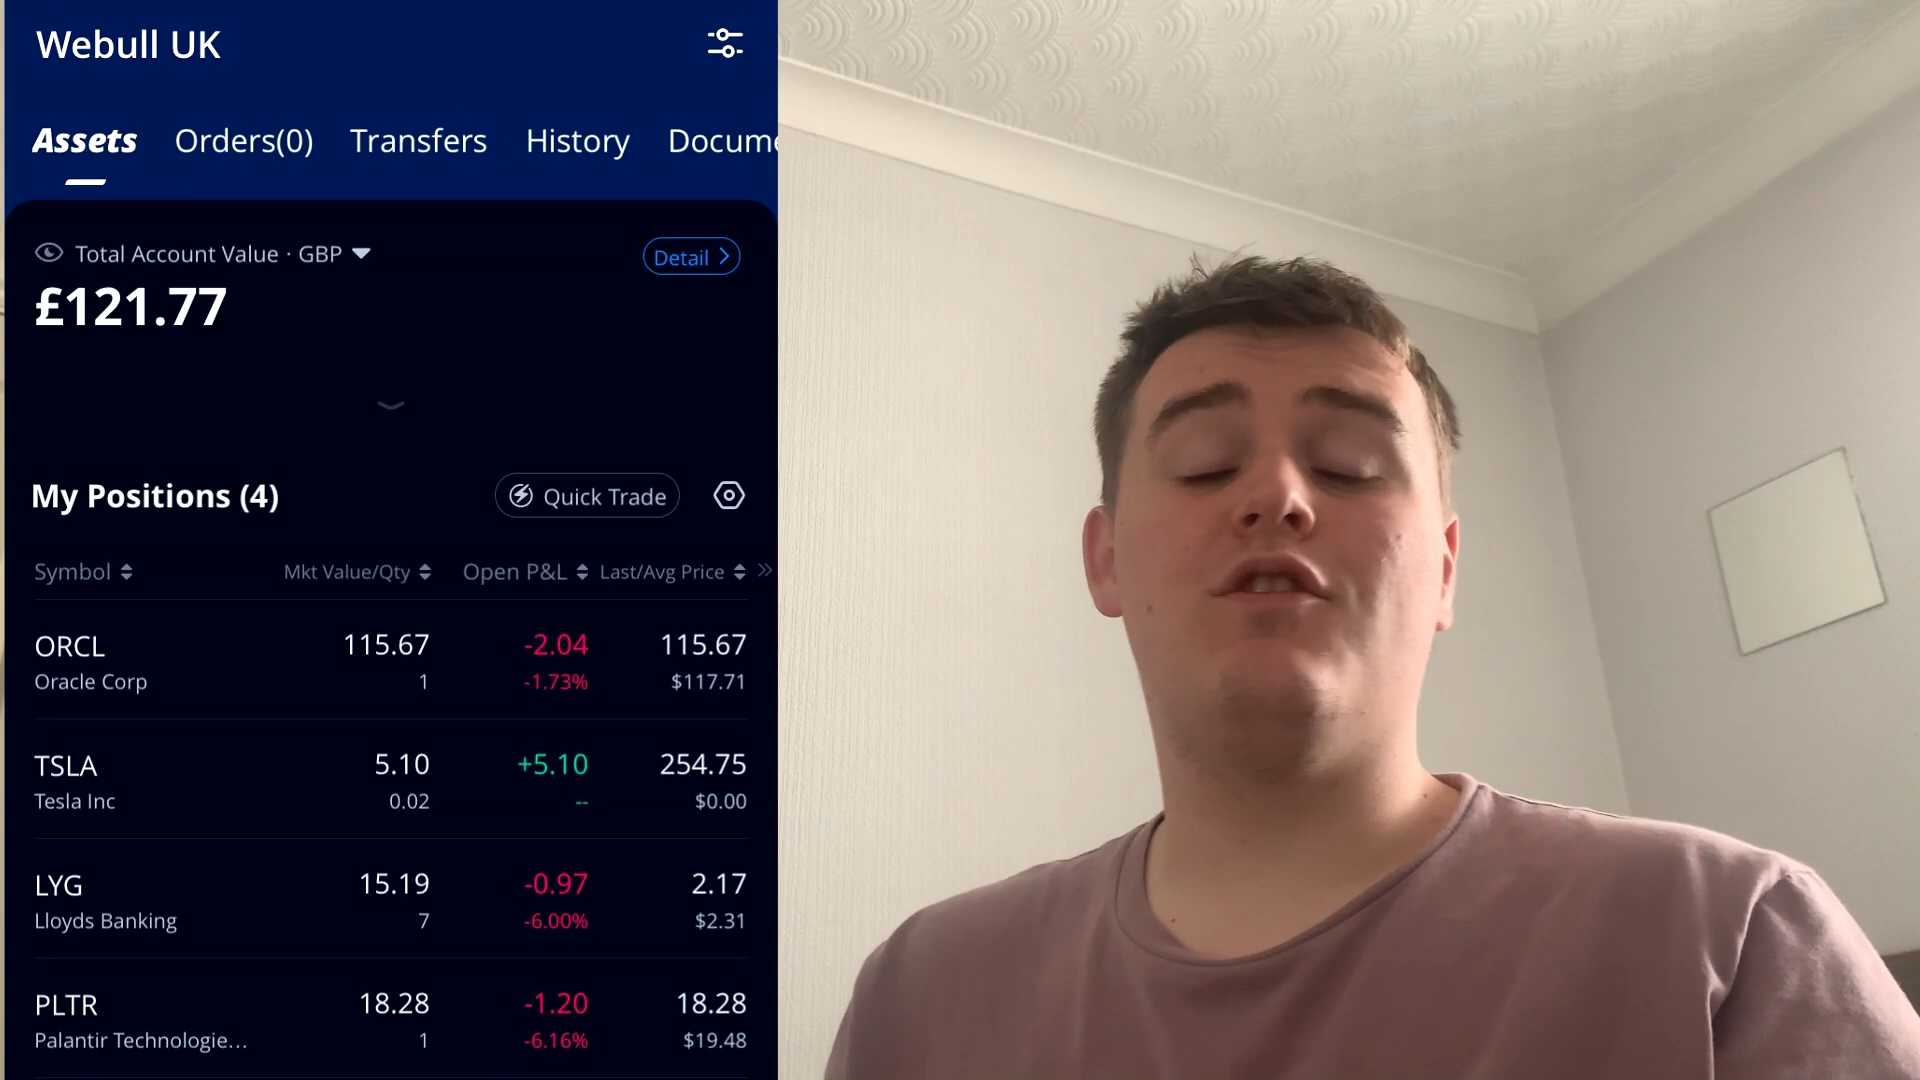 Webull UK
Assets Orders(0) Transfers History Docume
Total Account Value · GBP Detail
£121.77
My Positions (4) Quick Trade
Symbol Mkt Value/Qty Open P&L Last/Avg Price
ORCL 115.67 -2.04 115.67
Oracle Corp 1 -1.73% $117.71
TSLA 5.10 +5.10 254.75
Tesla Inc 0.02 -- $0.00
LYG 15.19 -0.97 2.17
Lloyds Banking 7 -6.00% $2.31
PLTR 18.28 -1.20 18.28
Palantir Technologie... 1 -6.16% $19.48